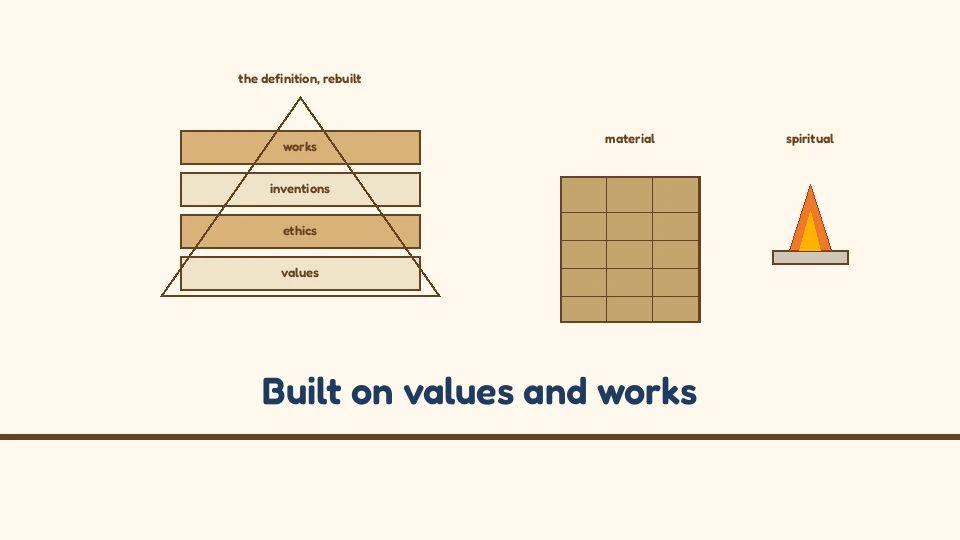 the definition, rebuilt
works
inventions
ethics
values
material
spiritual
Built on values and works